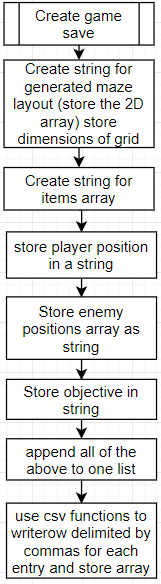 Create game
save
Create string for
generated maze
layout (store the 2D
array) store
dimensions of grid
Create string for
items array
store player position
in a string
Store enemy
positions array as
string
Store objective in
string
append all of the
above to one list
use csv functions to
writerow delimited by
commas for each
entry and store array